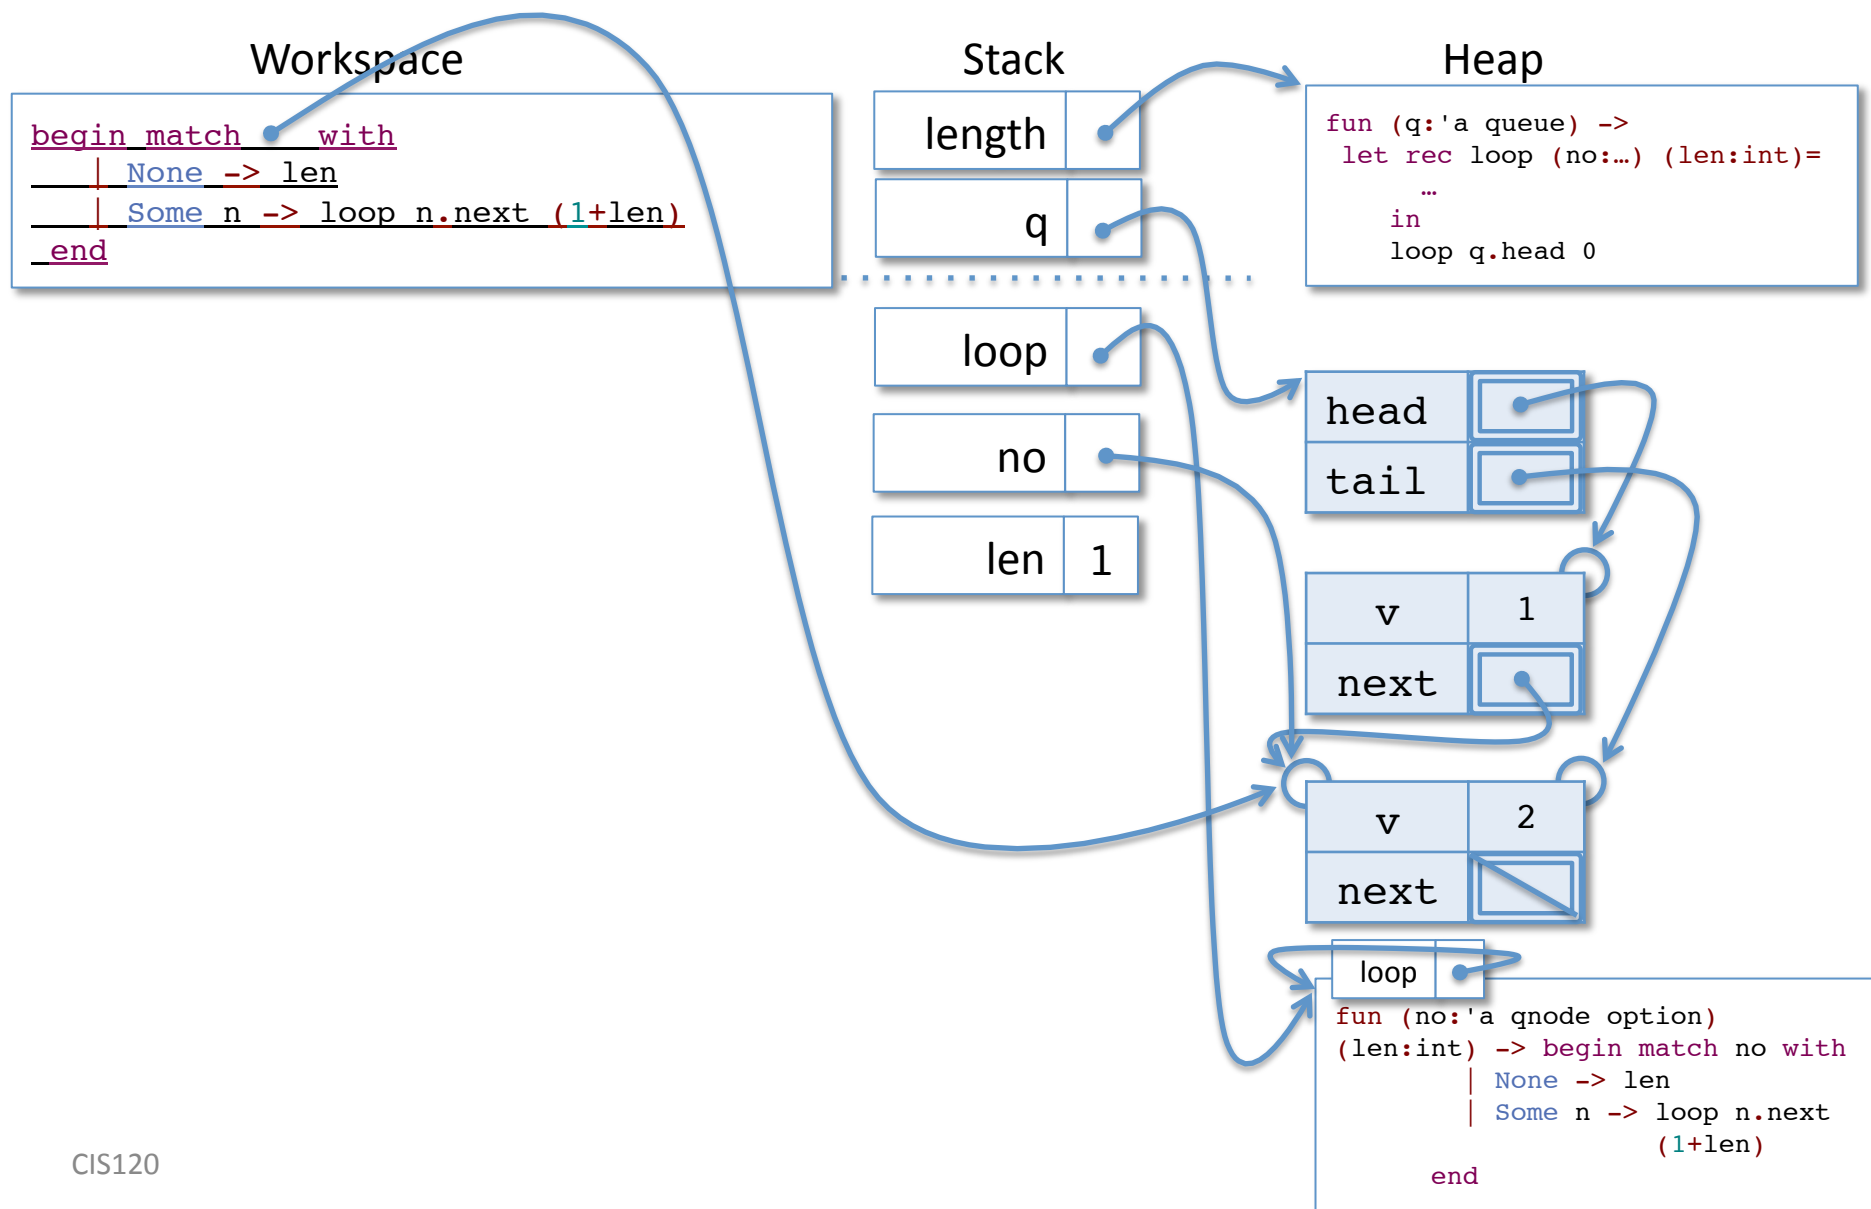 Workspace
begin match with
| None -> len
| Some n -> loop n.next (1+len)
end
Stack
length
q
loop
no
len 1
Heap
fun (q:'a queue) ->
let rec loop (no:…) (len:int)=
…
in
loop q.head 0
head
tail
v 1
next
v 2
next
loop
fun (no:'a qnode option)
(len:int) -> begin match no with
| None -> len
| Some n -> loop n.next
(1+len)
end
CIS120